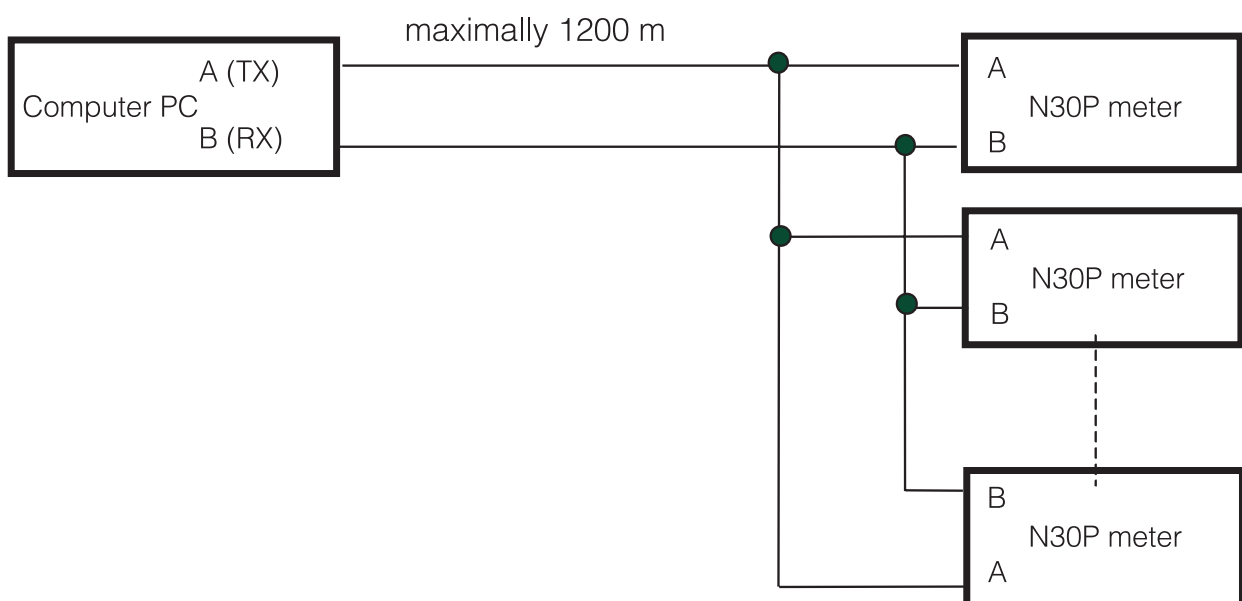 maximally 1200 m
A (TX)
Computer PC
B (RX)
A
N30P meter
B
A
N30P meter
B
B
N30P meter
A